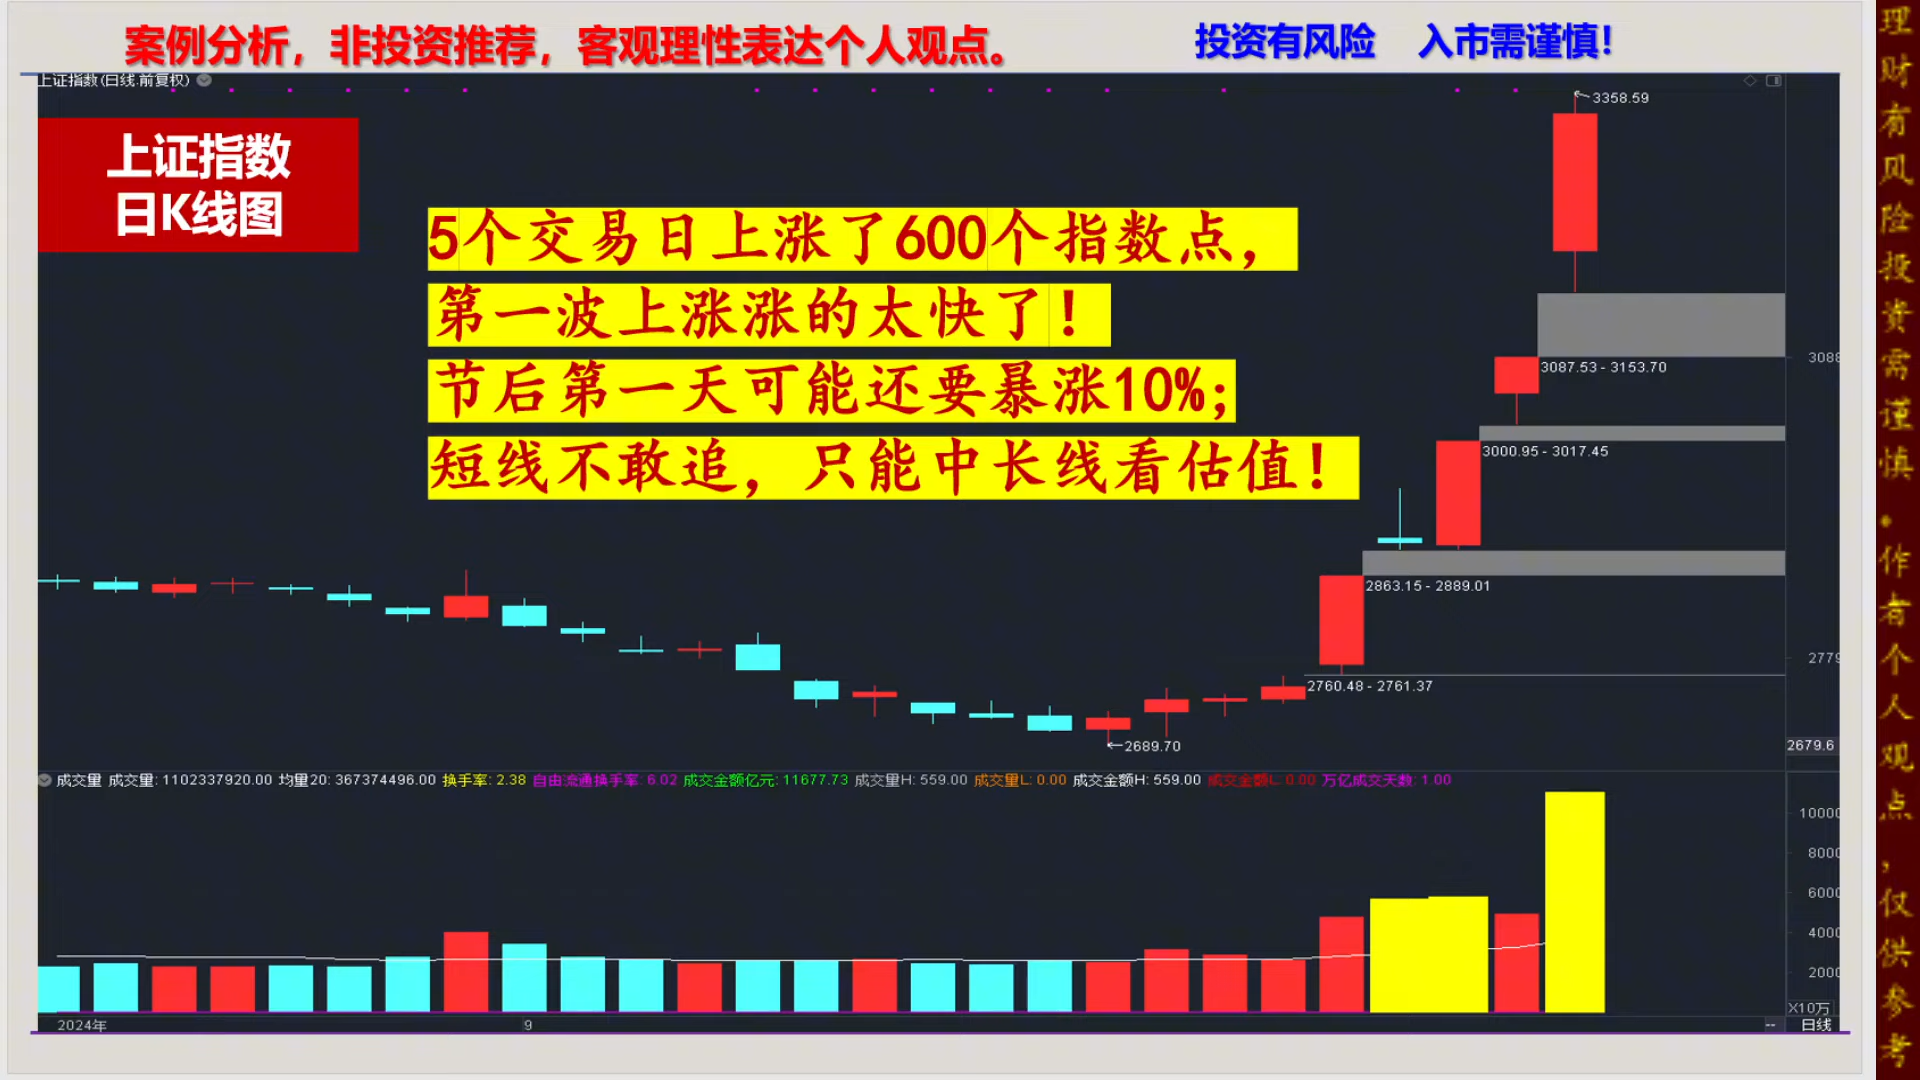 案例分析，非投资推荐，客观理性表达个人观点。
投资有风险 入市需谨慎！
上证指数(日线.前复权)
3358.59
上证指数
日K线图
5个交易日上涨了600个指数点，
第一波上涨涨的太快了！
节后第一天可能还要暴涨10%;
短线不敢追，只能中长线看估值！
3087.53 - 3153.70
3088
3000.95 - 3017.45
2863.15 - 2889.01
2779
2760.48 - 2761.37
2689.70
2679.6
成交量 成交量: 1102337920.00 均量20: 367374496.00 换手率: 2.38 自由流通换手率: 6.02 成交金额亿元: 11677.73 成交量H: 559.00 成交量L: 0.00 成交金额H: 559.00 成交金额L: 0.00 万亿成交天数: 1.00
10000
8000
6000
4000
2000
X10万
2024年
9
日线
理财有风险投资需谨慎.作者个人观点,仅供参考